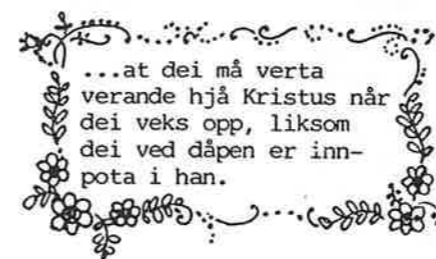 ...at dei må verta
verande hjå Kristus når
dei veks opp, liksom
dei ved dåpen er inn-
pota i han.